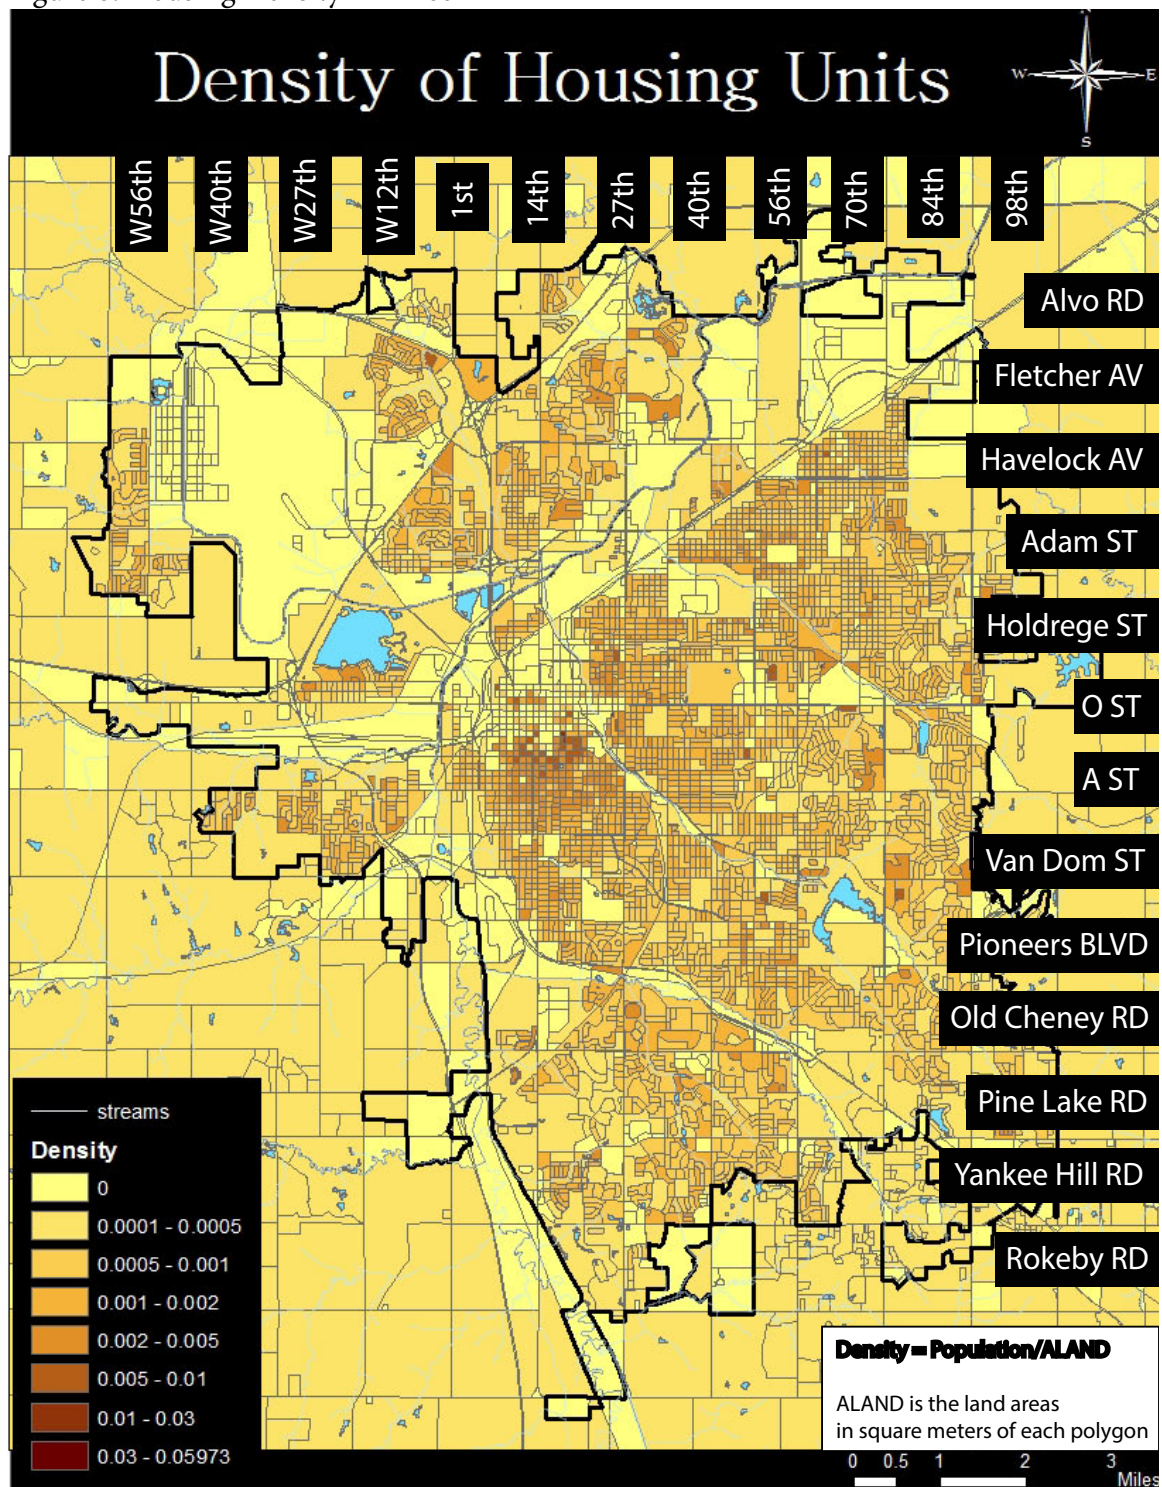 Density of Housing Units
N
W
E
S
W56th
W40th
W27th
W12th
1st
14th
27th
40th
56th
70th
84th
98th
Alvo RD
Fletcher AV
Havelock AV
Adam ST
Holdrege ST
O ST
A ST
Van Dom ST
Pioneers BLVD
Old Cheney RD
Pine Lake RD
Yankee Hill RD
Rokeby RD
streams
Density
0
0.0001 - 0.0005
0.0005 - 0.001
0.001 - 0.002
0.002 - 0.005
0.005 - 0.01
0.01 - 0.03
0.03 - 0.05973
Density = Population/ALAND
ALAND is the land areas
in square meters of each polygon
0 0.5 1 2 3
Miles